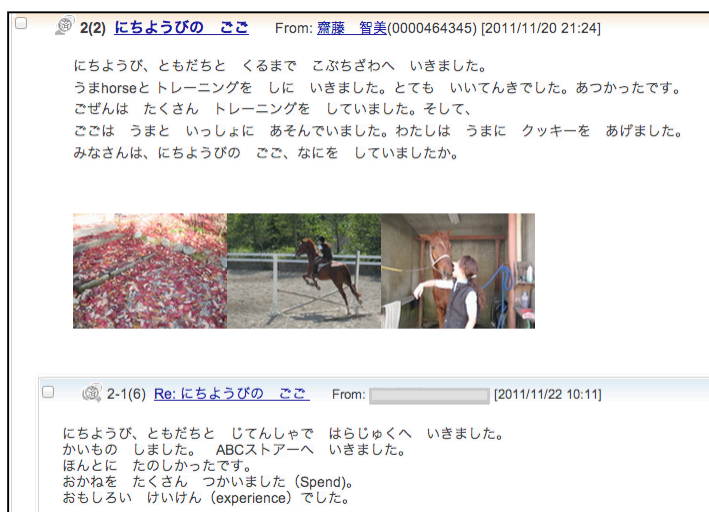 2(2) にちようびの　ごご From: 齋藤　智美(0000464345) [2011/11/20 21:24]
にちようび、ともだちと　くるまで　こぶちざわへ　いきました。
うまhorseと トレーニングを　しに　いきました。とても　いいてんきでした。あつかったです。
ごぜんは　たくさん　トレーニングを　していました。そして、
ごごは　うまと　いっしょに　あそんでいました。わたしは　うまに　クッキーを　あげました。
みなさんは、にちようびの　ごご、なにを　していましたか。
2-1(6) Re: にちようびの　ごご From: [2011/11/22 10:11]
にちようび、ともだちと　じてんしゃで　はらじゅくへ　いきました。
かいもの　しました。　ABCストアーへ　いきました。
ほんとに　たのしかったです。
おかねを　たくさん　つかいました（Spend)。
おもしろい　けいけん（experience）でした。